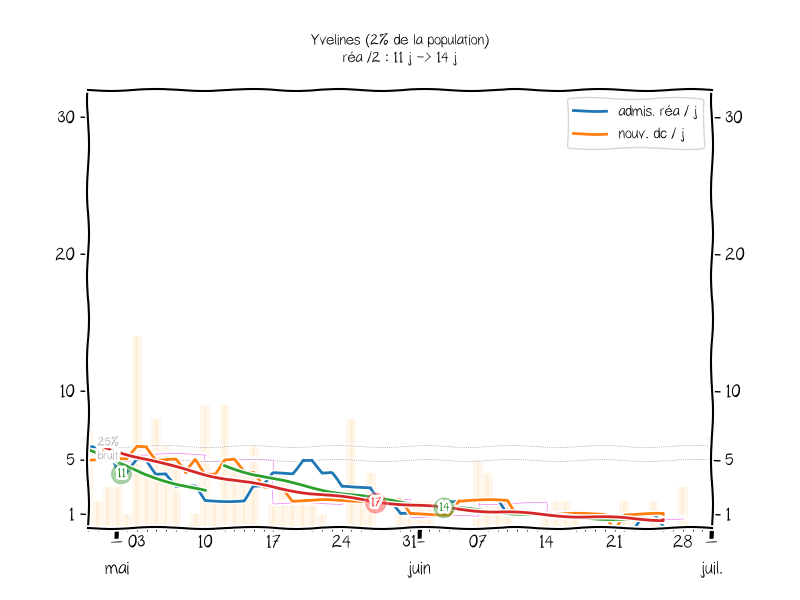 Yvelines (2% de la population)
réa /2 : 11 j -> 14 j
admis. réa / j
nouv. dc / j
30
30
20
20
10
10
5
5
1
1
25%
bruit
11
17
14
03
10
17
24
31
07
14
21
28
mai
juin
juil.